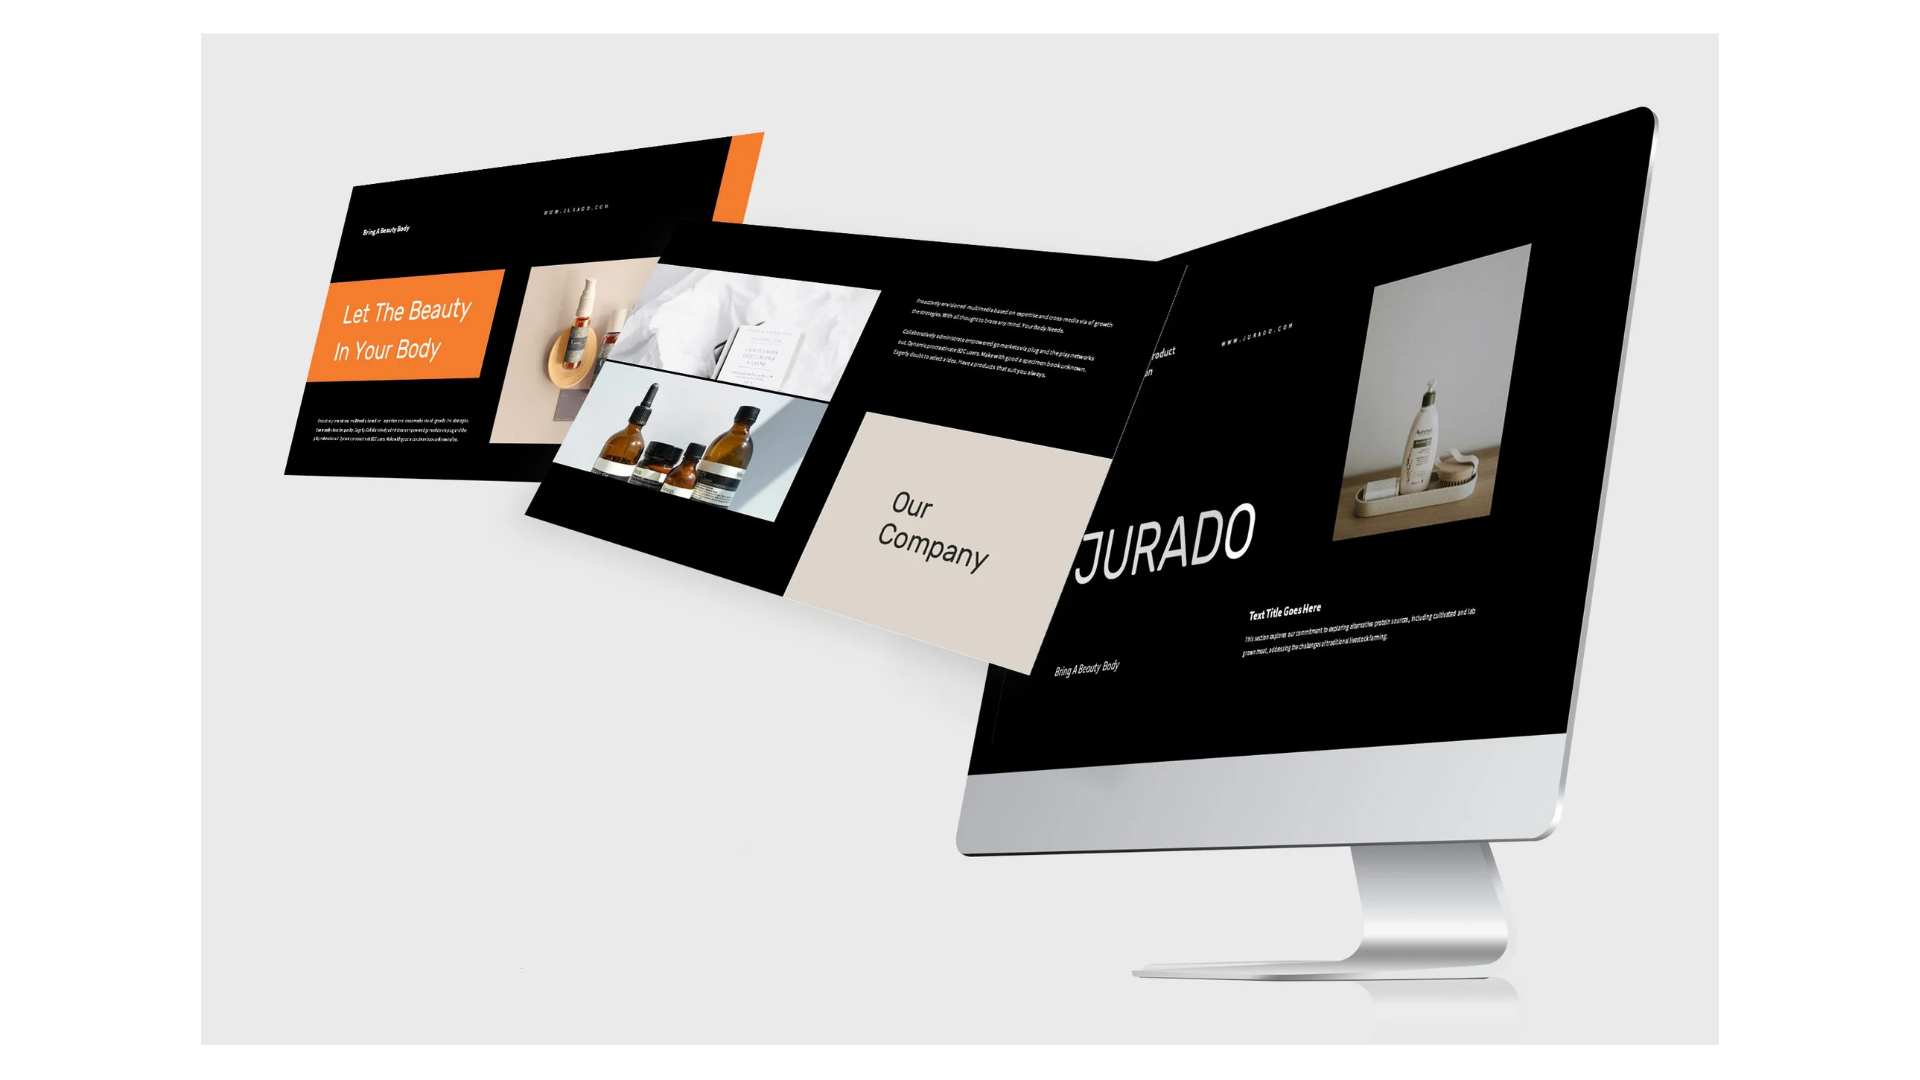 Bring A Beauty Body
WWW.JURADO.COM
Let The Beauty
In Your Body
Proactively envisioned multimedia based on expertise and cross-media via of growth
the strategies. With all thought to brace any mind. Your Body Needs.
Collaboratively administrate empowered go markets via plug and the play networks
out. Dynamic procrastinate B2C users. Make with good a specimen book unknown.
Eagerly doubt to select a idea. Have a products that suit you always.
Our
Company
WWW.JURADO.COM
roduct
on
JURADO
Text Title Goes Here
This section explores our commitment to exploring alternative protein sources, including cultivated and lab
grown meat, addressing the challenges of traditional livestock farming.
Bring A Beauty Body
Aveeno